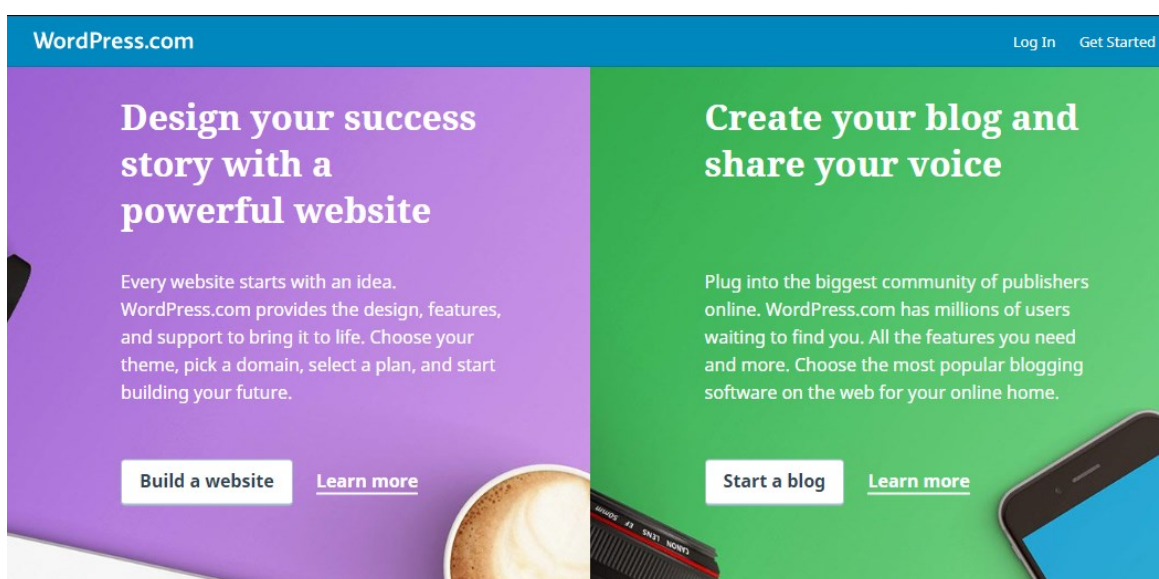 WordPress.com
Log In Get Started
Design your success
story with a
powerful website
Every website starts with an idea.
WordPress.com provides the design, features,
and support to bring it to life. Choose your
theme, pick a domain, select a plan, and start
building your future.
Build a website Learn more
Create your blog and
share your voice
Plug into the biggest community of publishers
online. WordPress.com has millions of users
waiting to find you. All the features you need
and more. Choose the most popular blogging
software on the web for your online home.
Start a blog Learn more
CANON LENS EF 50mm